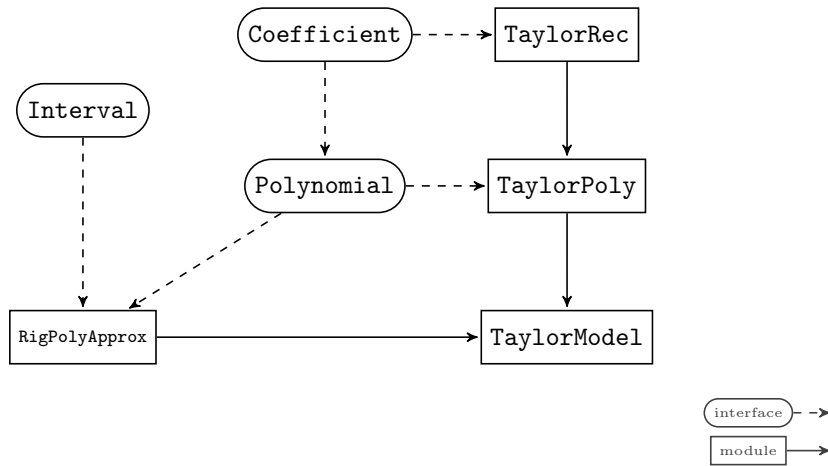 Coefficient
TaylorRec
Interval
Polynomial
TaylorPoly
RigPolyApprox
TaylorModel
interface
module